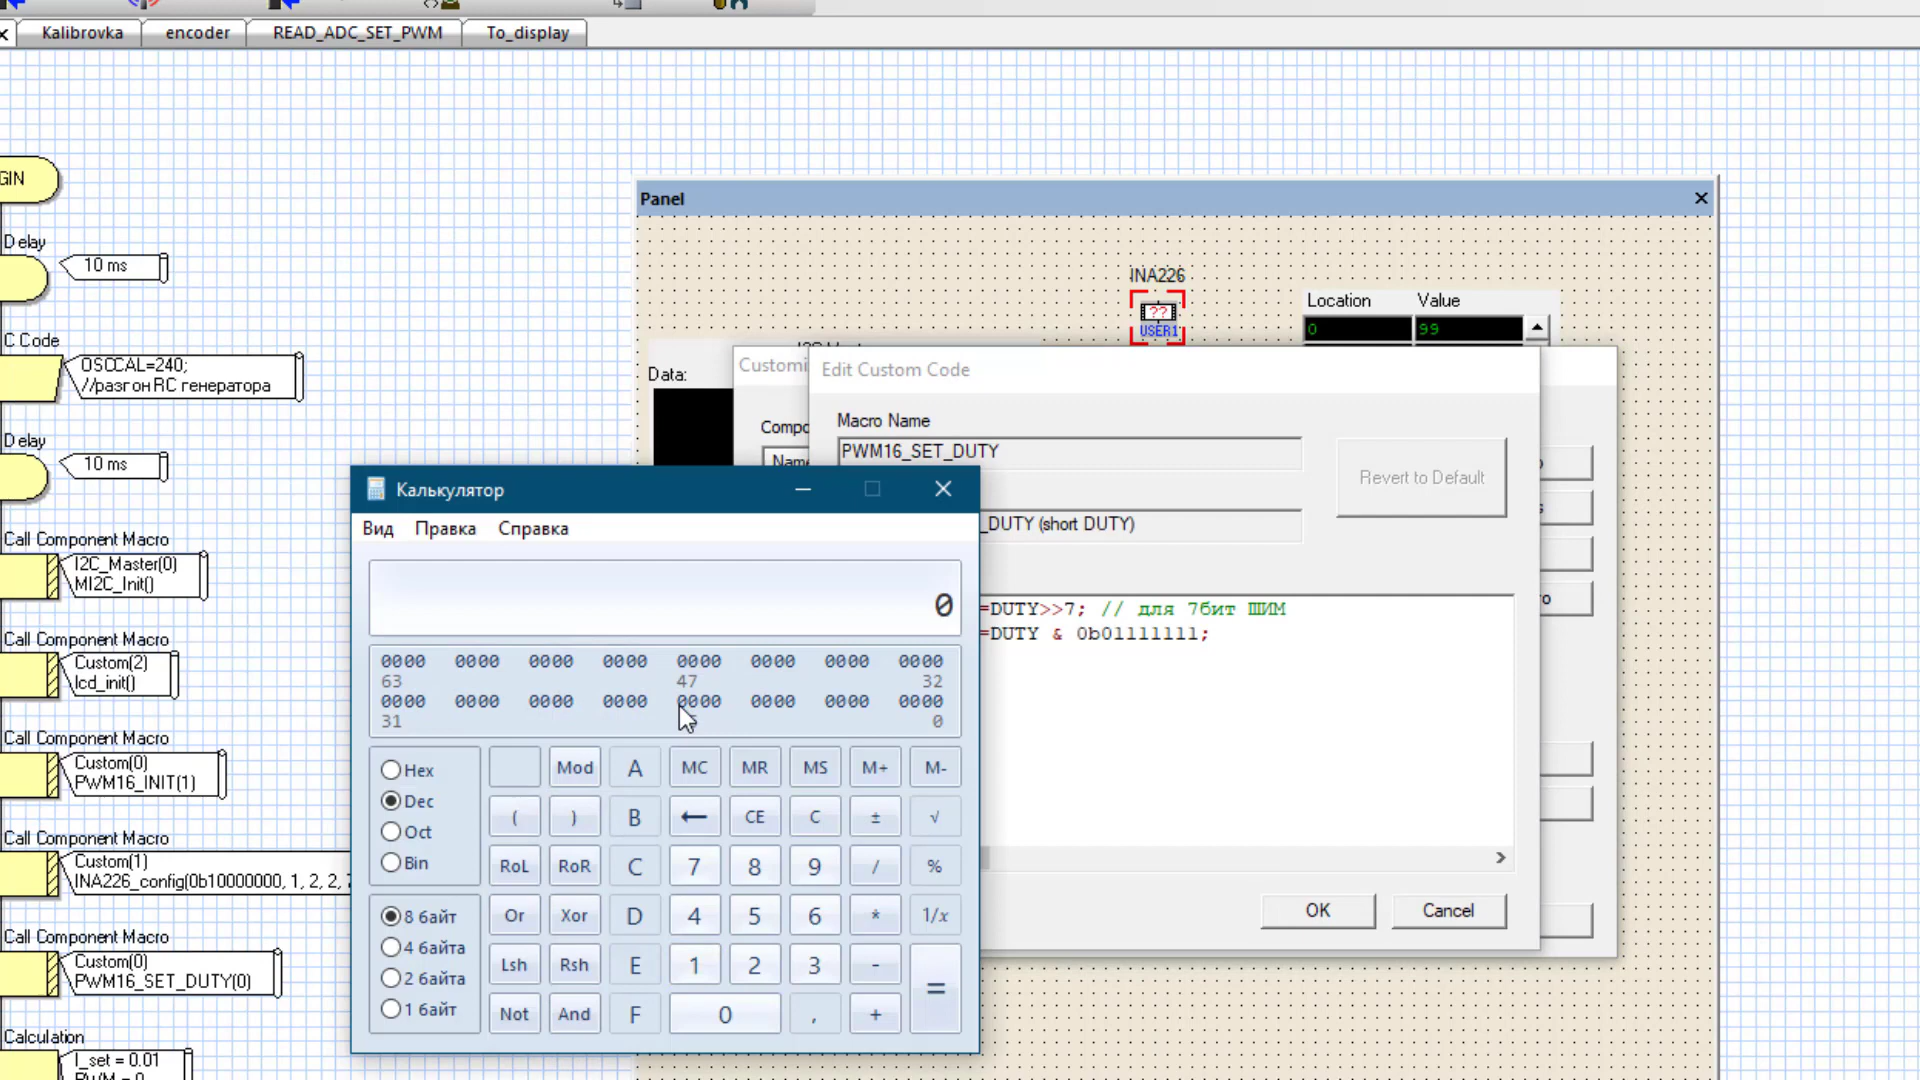 Kalibrovka
encoder
READ_ADC_SET_PWM
To_display
GIN
Delay
10 ms
C Code
OSCCAL=240;
//разгон RC генератора
Delay
10 ms
Call Component Macro
I2C_Master(0)
MI2C_Init()
Call Component Macro
Custom(2)
lcd_init()
Call Component Macro
Custom(0)
PWM16_INIT(1)
Call Component Macro
Custom(1)
INA226_config(0b10000000, 1, 2, 2, 7
Call Component Macro
Custom(0)
PWM16_SET_DUTY(0)
Calculation
I_set = 0.01
Panel
INA226
??
USER1
Location Value
0 99
Data:
Customi
Compo
Name
Edit Custom Code
Macro Name
PWM16_SET_DUTY
Revert to Default
_DUTY (short DUTY)
=DUTY>>7; // для 7бит ШИМ
=DUTY & 0b01111111;
OK
Cancel
Калькулятор
Вид Правка Справка
0
0000 0000 0000 0000 0000 0000 0000 0000
63 47 32
0000 0000 0000 0000 0000 0000 0000 0000
31 0
Hex
Dec
Oct
Bin
8 байт
4 байта
2 байта
1 байт
Mod A MC MR MS M+ M-
( ) B ← CE C ± √
RoL RoR C 7 8 9 / %
Or Xor D 4 5 6 * 1/x
Lsh Rsh E 1 2 3 - =
Not And F 0 , +